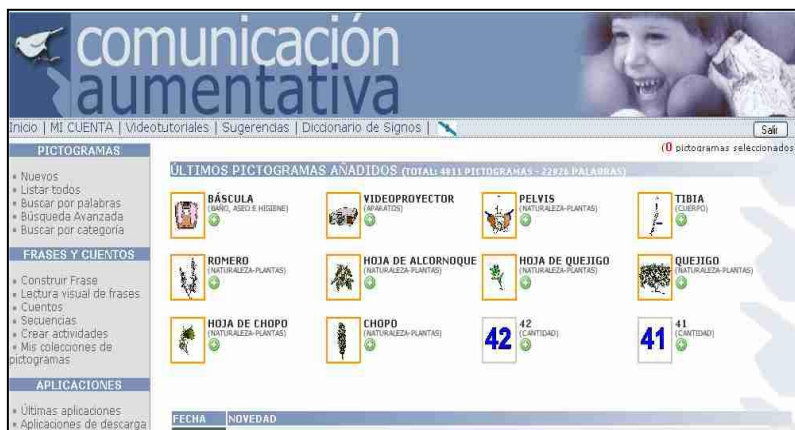 comunicación
aumentativa
Inicio | MI CUENTA | Videotutoriales | Sugerencias | Diccionario de Signos |
Salir
(0 pictogramas seleccionados
PICTOGRAMAS
Nuevos
Listar todos
Buscar por palabras
Búsqueda Avanzada
Buscar por categoría
FRASES Y CUENTOS
Construir Frase
Lectura visual de frases
Cuentos
Secuencias
Crear actividades
Mis colecciones de
pictogramas
APLICACIONES
Últimas aplicaciones
Aplicaciones de descarga
ÚLTIMOS PICTOGRAMAS AÑADIDOS (TOTAL: 4811 PICTOGRAMAS - 22826 PALABRAS)
BÁSCULA
(BAÑO, ASEO E HIGIENE)
VIDEOPROYECTOR
(APARATOS)
PELVIS
(NATURALEZA-PLANTAS)
TIBIA
(CUERPO)
ROMERO
(NATURALEZA-PLANTAS)
HOJA DE ALCORNOQUE
(NATURALEZA-PLANTAS)
HOJA DE QUEJIGO
(NATURALEZA-PLANTAS)
QUEJIGO
(NATURALEZA-PLANTAS)
HOJA DE CHOPO
(NATURALEZA-PLANTAS)
CHOPO
(NATURALEZA-PLANTAS)
42
42
(CANTIDAD)
41
41
(CANTIDAD)
FECHA NOVEDAD